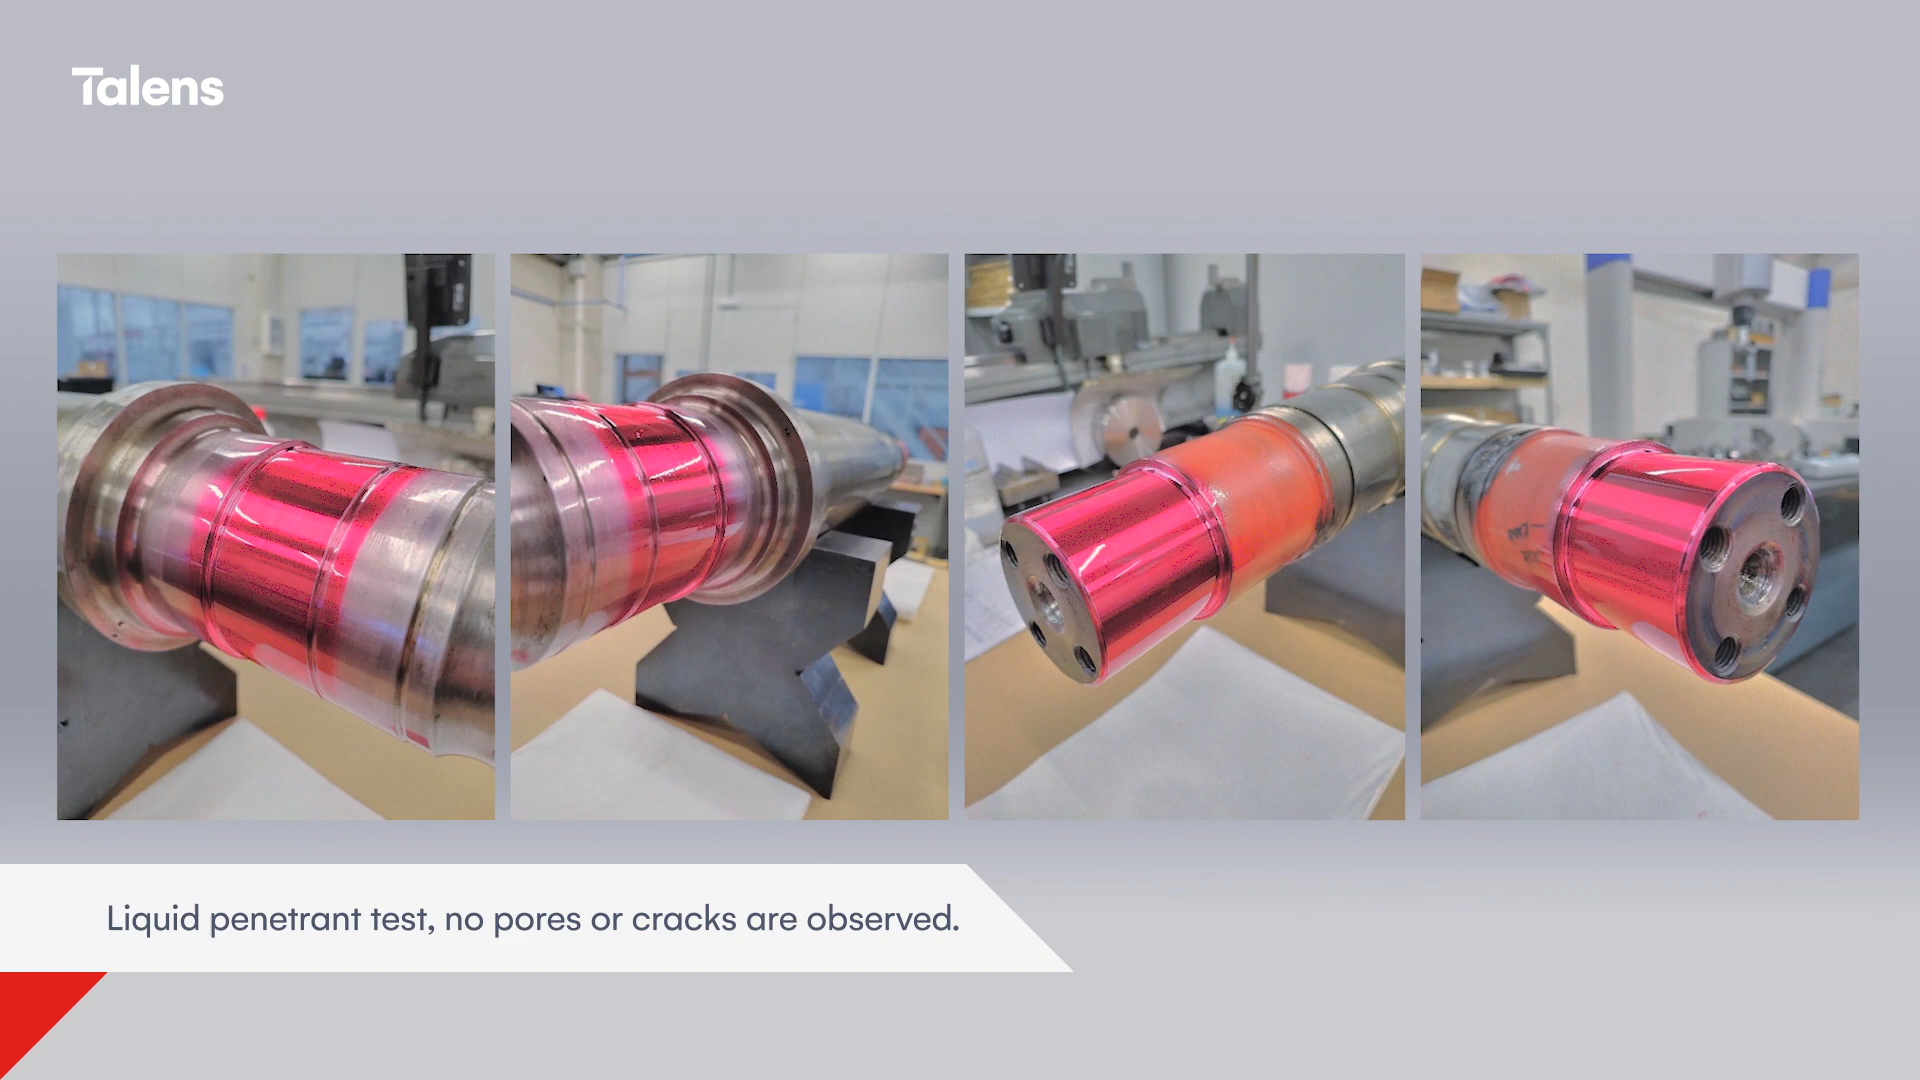 Talens
Liquid penetrant test, no pores or cracks are observed.